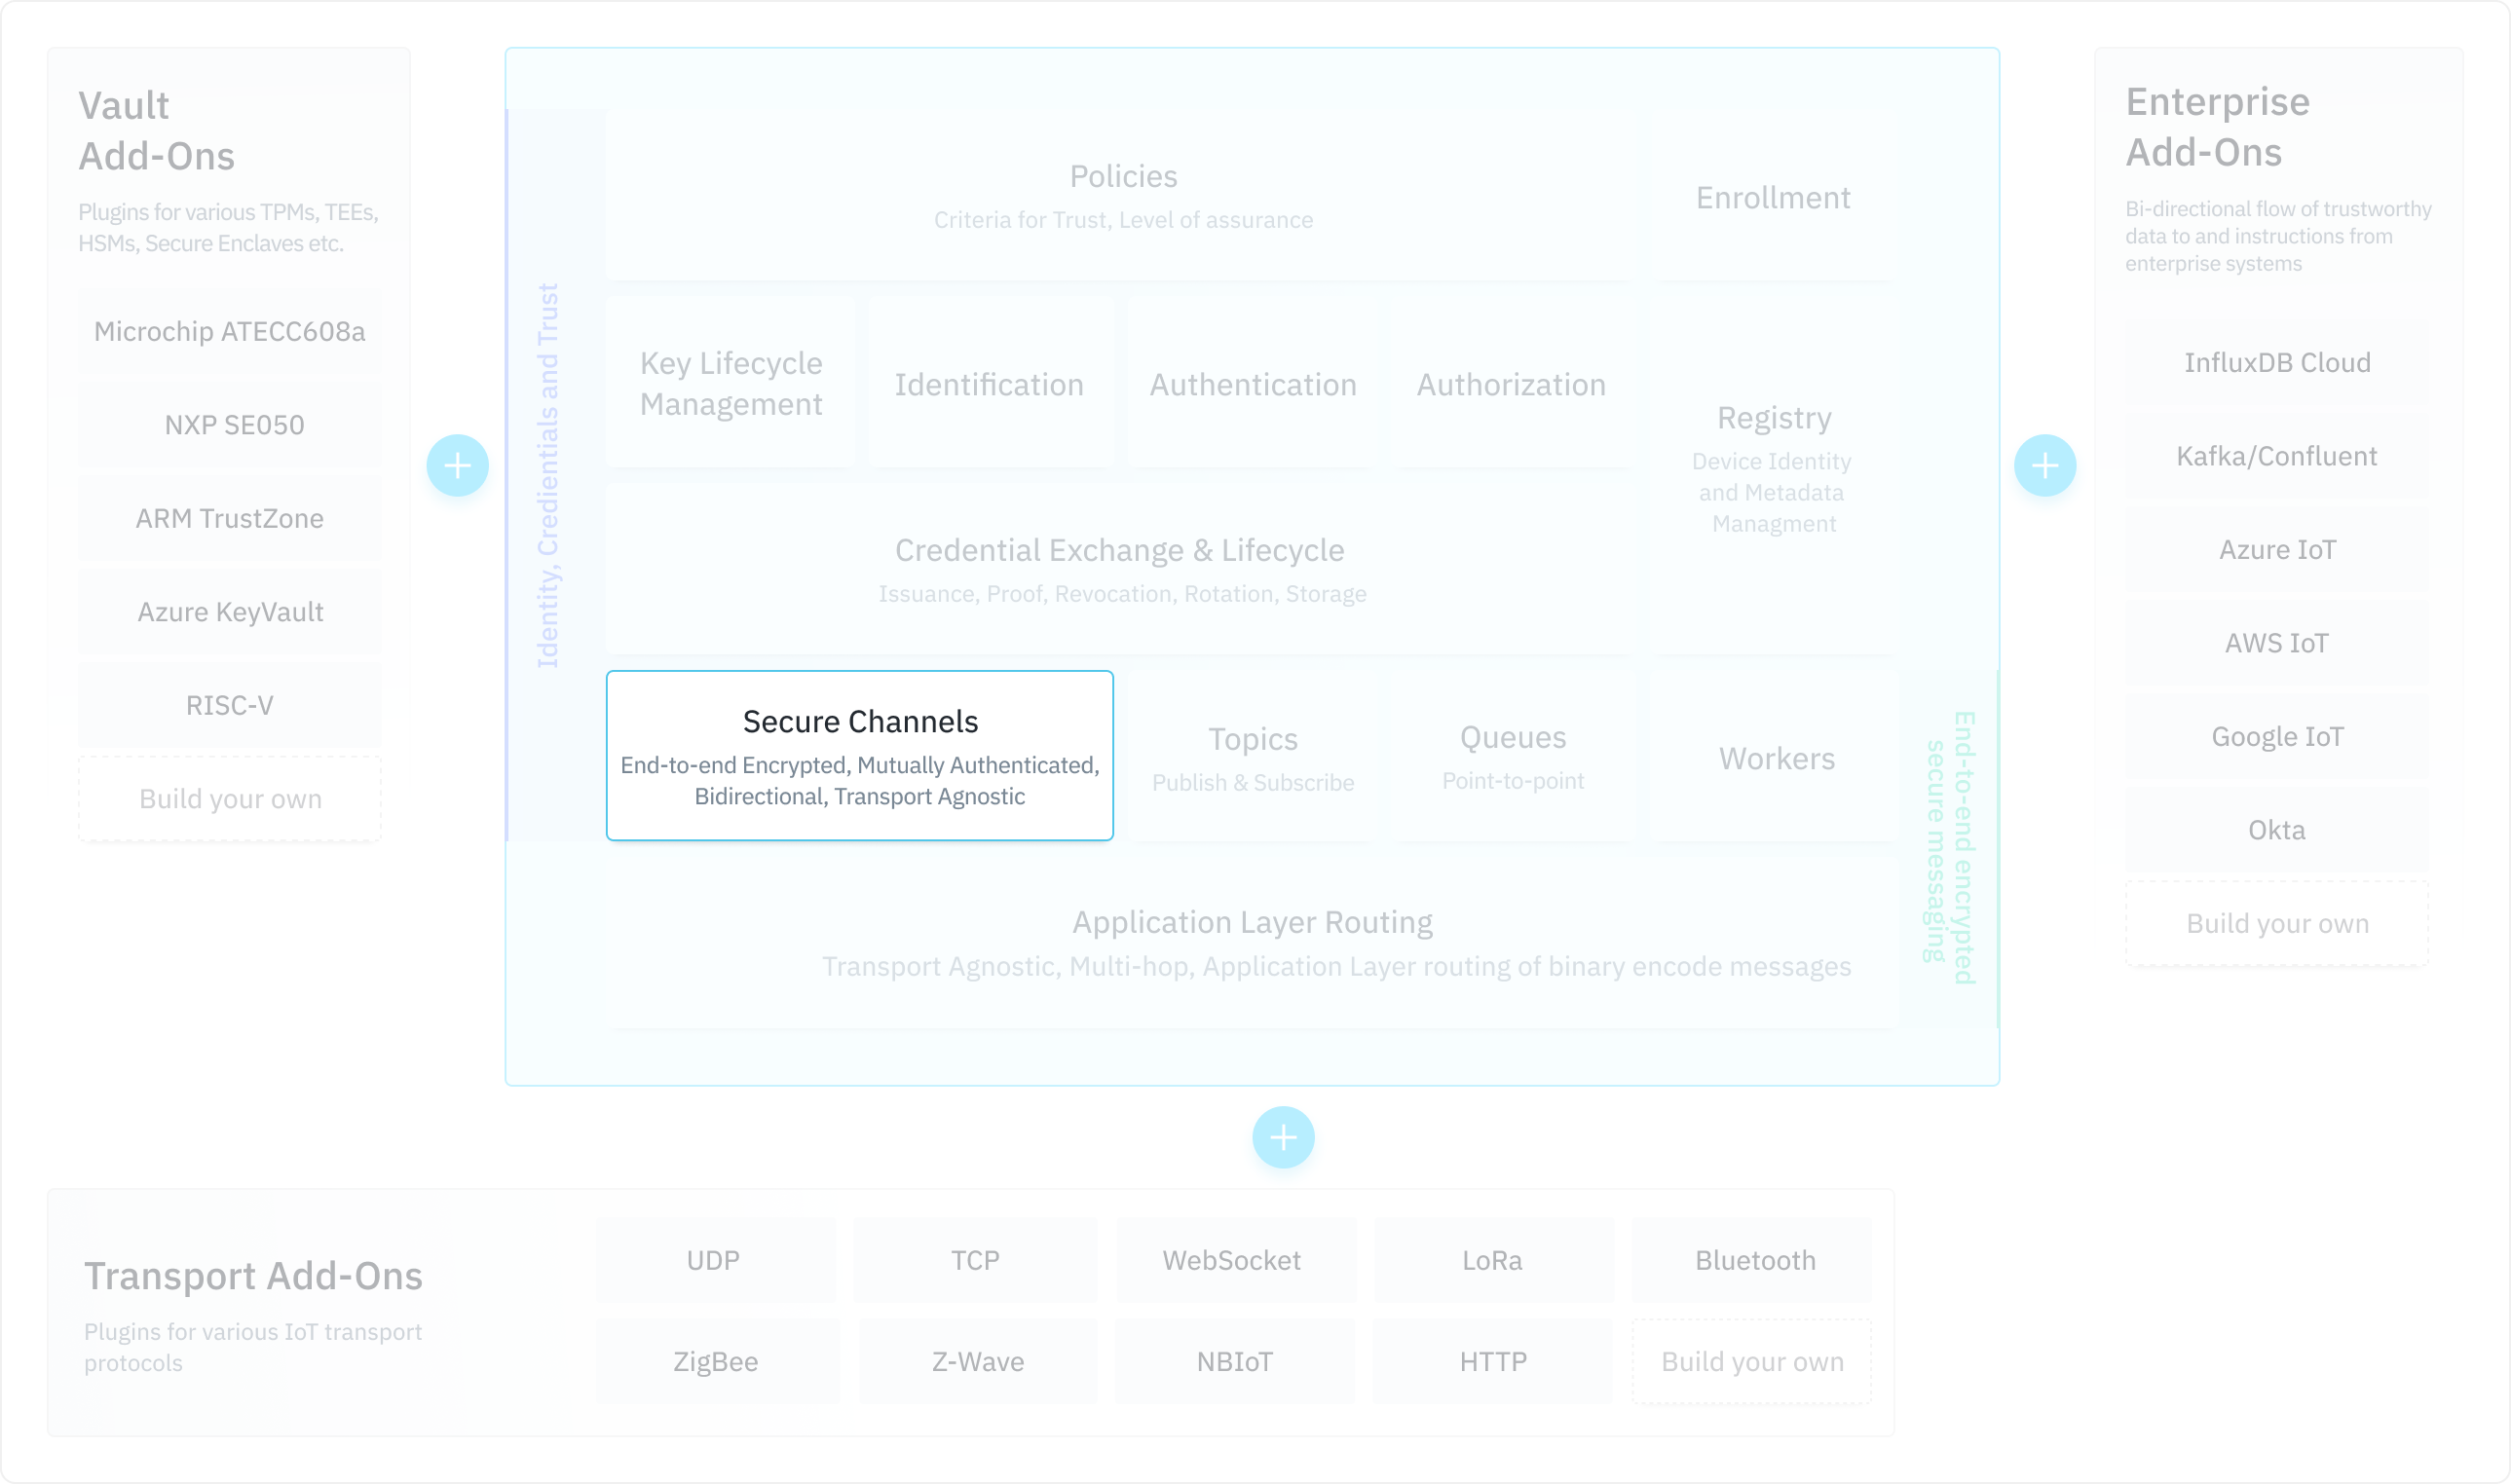 Vault
Add-Ons
Plugins for various TPMs, TEEs,
HSMs, Secure Enclaves etc.
Microchip ATECC608a
NXP SE050
ARM TrustZone
Azure KeyVault
RISC-V
Build your own
Identity, Credientials and Trust
Policies
Criteria for Trust, Level of assurance
Enrollment
Key Lifecycle
Management
Identification
Authentication
Authorization
Registry
Device Identity
and Metadata
Managment
Credential Exchange & Lifecycle
Issuance, Proof, Revocation, Rotation, Storage
Secure Channels
End-to-end Encrypted, Mutually Authenticated,
Bidirectional, Transport Agnostic
Topics
Publish & Subscribe
Queues
Point-to-point
Workers
End-to-end encrypted
secure messaging
Application Layer Routing
Transport Agnostic, Multi-hop, Application Layer routing of binary encode messages
Enterprise
Add-Ons
Bi-directional flow of trustworthy
data to and instructions from
enterprise systems
InfluxDB Cloud
Kafka/Confluent
Azure IoT
AWS IoT
Google IoT
Okta
Build your own
Transport Add-Ons
Plugins for various IoT transport
protocols
UDP
TCP
WebSocket
LoRa
Bluetooth
ZigBee
Z-Wave
NBIoT
HTTP
Build your own